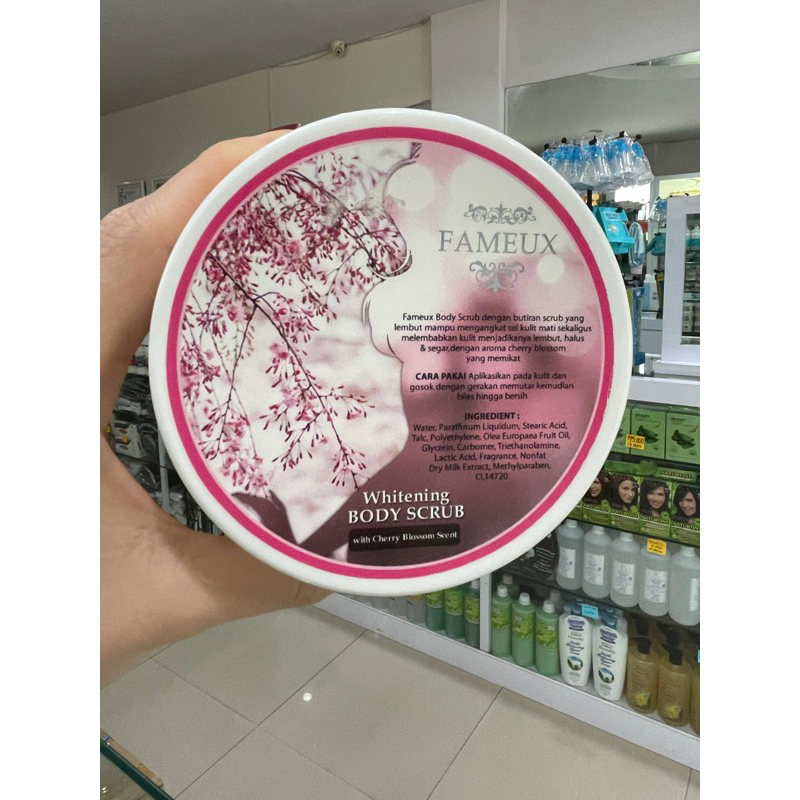 FAMEUX
Fameux Body Scrub dengan butiran scrub yang
lembut mampu mengangkat sel kulit mati sekaligus
melembabkan kulit menjadikanya lembut, halus
& segar,dengan aroma cherry blossom
yang memikat
CARA PAKAI Aplikasikan pada kulit dan
gosok dengan gerakan memutar kemudian
bilas hingga bersih
INGREDIENT :
Water, Paraffinum Liquidum, Stearic Acid,
Talc, Polyethylene, Olea Europaea Fruit Oil,
Glycerin, Carbomer, Triethanolamine,
Lactic Acid, Fragrance, Nonfat
Dry Milk Extract, Methylparaben,
CI.14720
Whitening
BODY SCRUB
with Cherry Blossom Scent